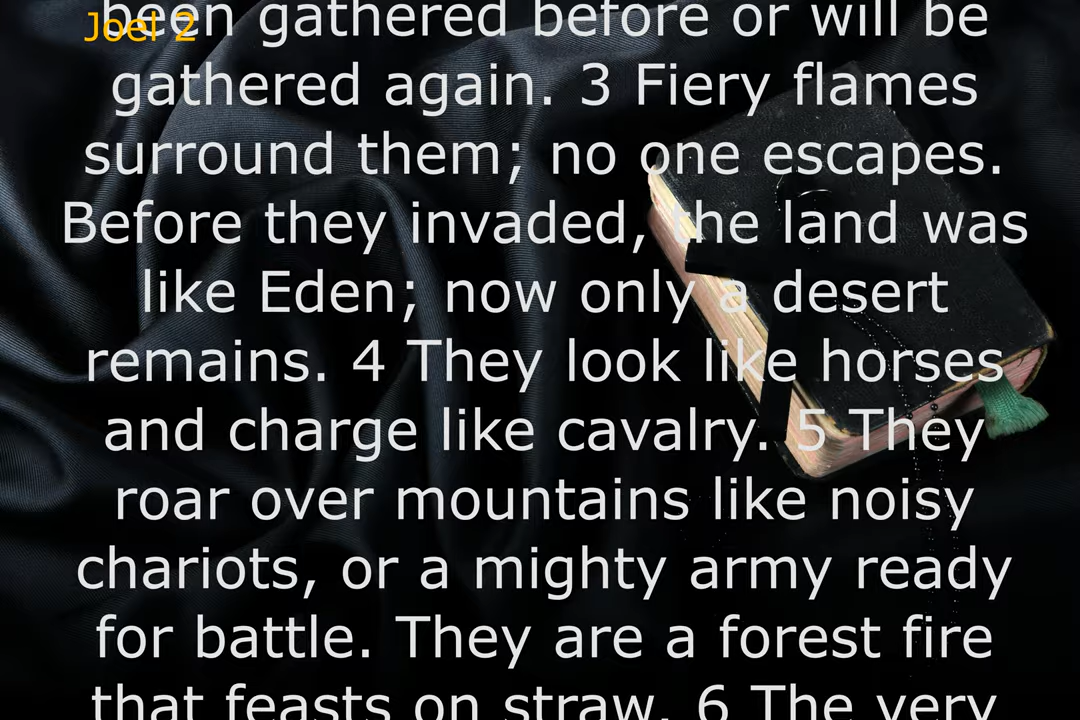 Joel 2
been gathered before or will be
gathered again. 3 Fiery flames
surround them; no one escapes.
Before they invaded, the land was
like Eden; now only a desert
remains. 4 They look like horses
and charge like cavalry. 5 They
roar over mountains like noisy
chariots, or a mighty army ready
for battle. They are a forest fire
that feasts on straw. 6 The very